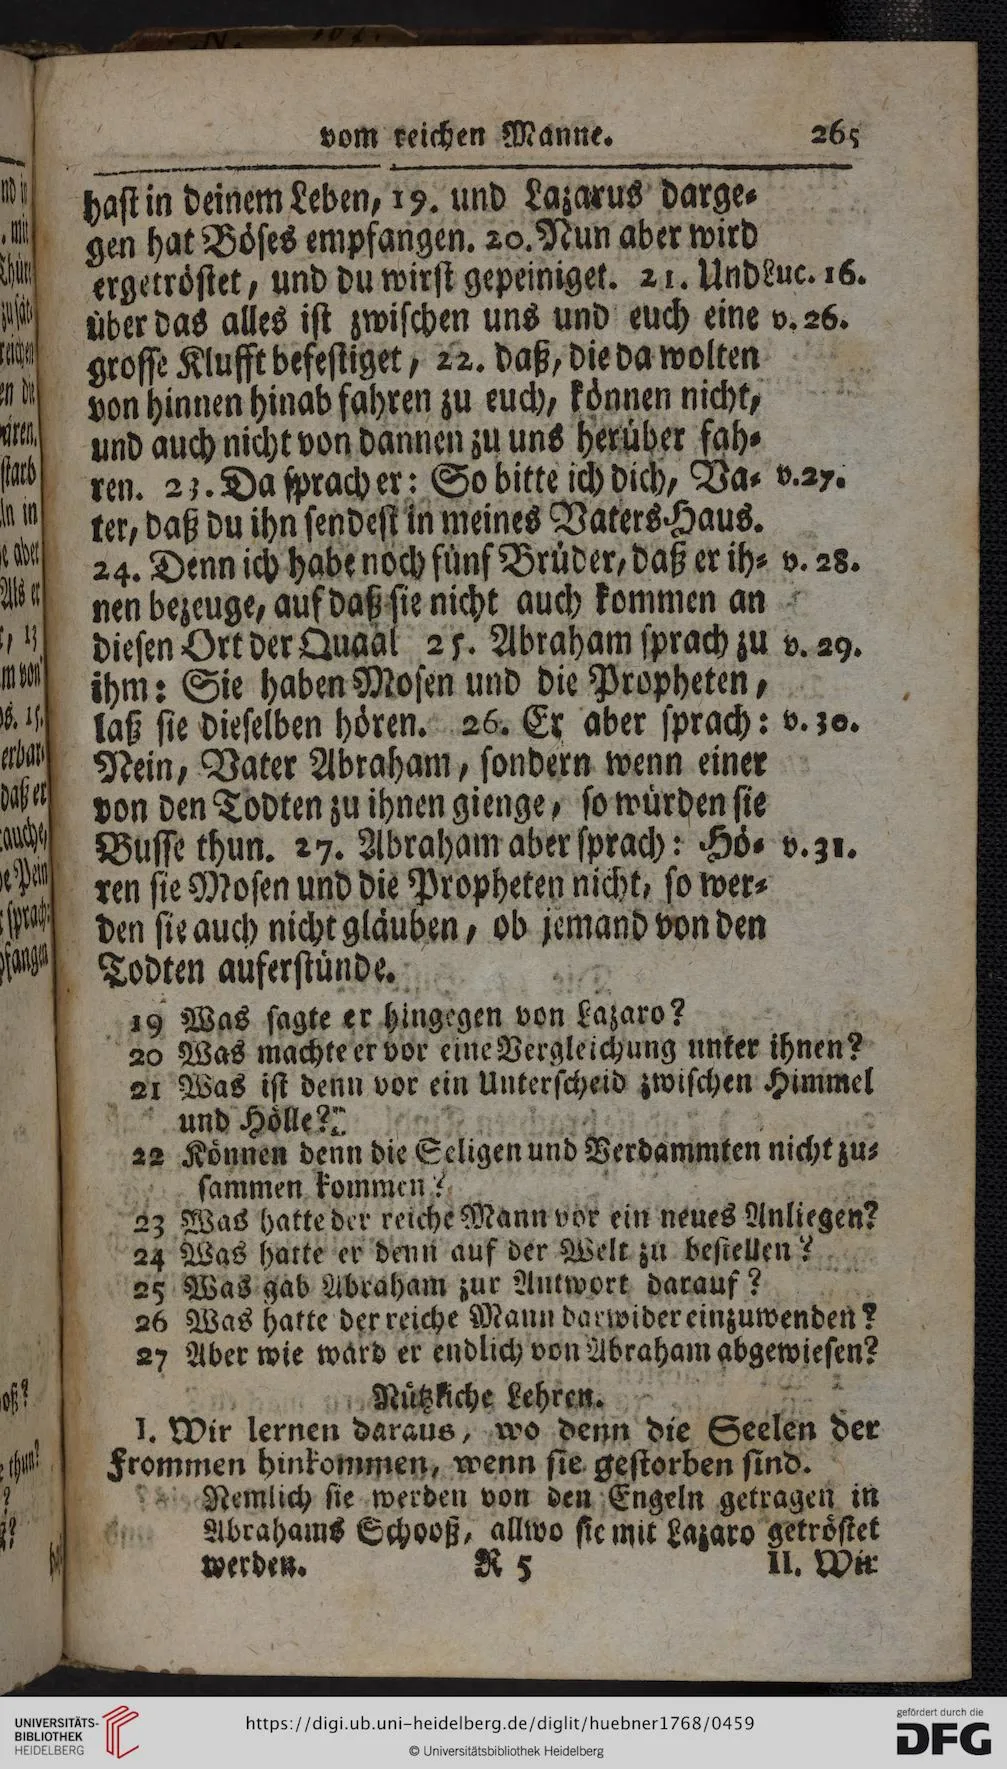 vom reichen Manne. 265
hast in deinem Leben, 19. und Lazarus darge-
gen hat Böses empfangen. 20. Nun aber wird
er getröstet, und du wirst gepeiniget. 21. Und Luc. 16.
über das alles ist zwischen uns und euch eine v. 26.
grosse Klufft befestiget, 22. daß, die da wolten
von hinnen hinab fahren zu euch, können nicht,
und auch nicht von dannen zu uns herüber fah-
ren. 23. Da sprach er: So bitte ich dich, Va- v. 27.
ter, daß du ihn sendest in meines Vaters Haus.
24. Denn ich habe noch fünf Brüder, daß er ih- v. 28.
nen bezeuge, auf daß sie nicht auch kommen an
diesen Ort der Quaal 25. Abraham sprach zu v. 29.
ihm: Sie haben Mosen und die Propheten,
laß sie dieselben hören. 26. Er aber sprach: v. 30.
Nein, Vater Abraham, sondern wenn einer
von den Todten zu ihnen gienge, so würden sie
Busse thun. 27. Abraham aber sprach: Hö- v. 31.
ren sie Mosen und die Propheten nicht, so wer-
den sie auch nicht gläuben, ob jemand von den
Todten auferstünde.
19 Was sagte er hingegen von Lazaro?
20 Was machte er vor eine Vergleichung unter ihnen?
21 Was ist denn vor ein Unterscheid zwischen Himmel
und Hölle?
22 Können denn die Seligen und Verdammten nicht zu-
sammen kommen?
23 Was hatte der reiche Mann vor ein neues Anliegen?
24 Was hatte er denn auf der Welt zu bestellen?
25 Was gab Abraham zur Antwort darauf?
26 Was hatte der reiche Mann darwider einzuwenden?
27 Aber wie ward er endlich von Abraham abgewiesen?
Nützliche Lehren.
I. Wir lernen daraus, wo denn die Seelen der
Frommen hinkommen, wenn sie gestorben sind.
Nemlich sie werden von den Engeln getragen in
Abrahams Schooß, allwo sie mit Lazaro getröstet
werden. R 5 II. Wir
UNIVERSITÄTS-
BIBLIOTHEK
HEIDELBERG
https://digi.ub.uni-heidelberg.de/diglit/huebner1768/0459
© Universitätsbibliothek Heidelberg
gefördert durch die
DFG